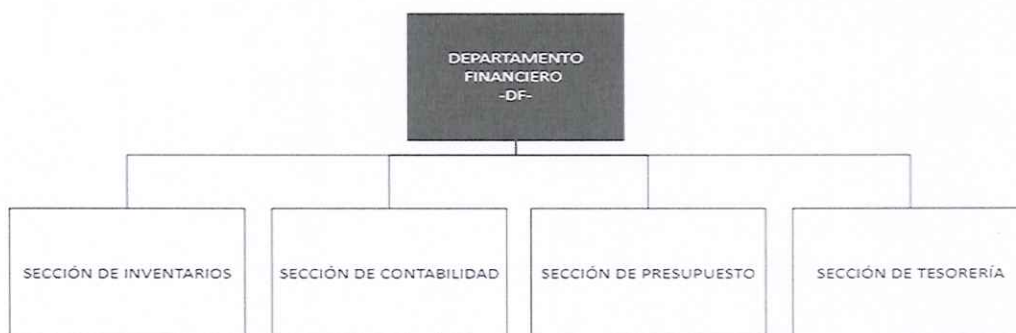 DEPARTAMENTO
FINANCIERO
-DF-
SECCIÓN DE INVENTARIOS
SECCIÓN DE CONTABILIDAD
SECCIÓN DE PRESUPUESTO
SECCIÓN DE TESORERÍA